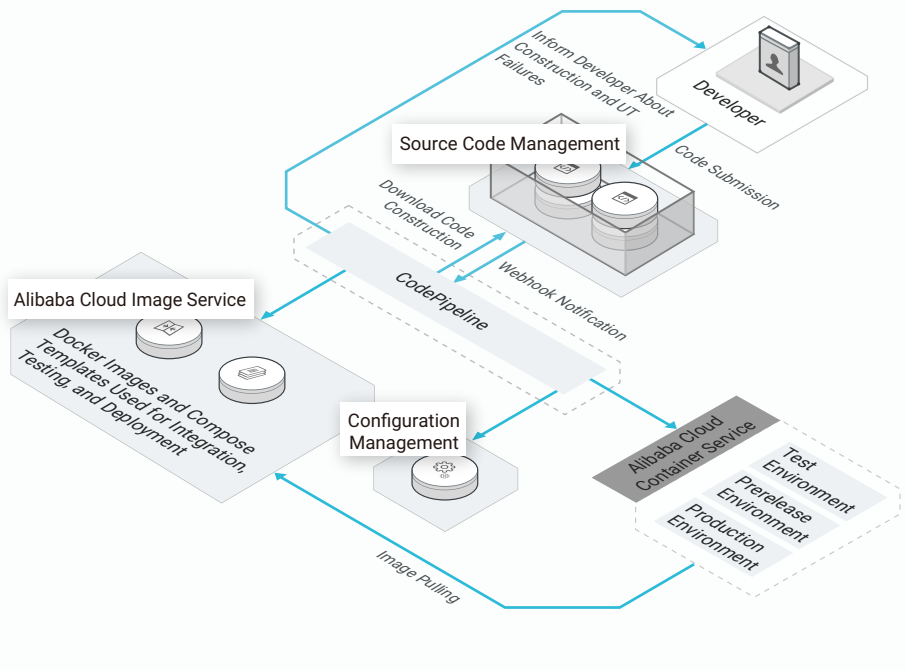 Inform Developer About
Construction and UT
Failures
Developer
Source Code Management
Code Submission
Download Code
Construction
Webhook Notification
CodePipeline
Alibaba Cloud Image Service
Docker Images and Compose
Templates Used for Integration,
Testing, and Deployment
Configuration
Management
Alibaba Cloud
Container Service
Test
Environment
Prerelease
Environment
Production
Environment
Image Pulling